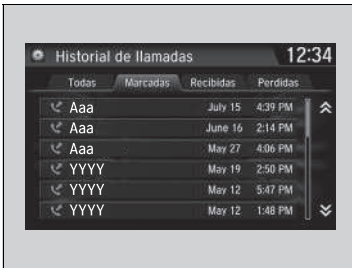 Historial de llamadas 12:34
Todas Marcadas Recibidas Perdidas
Aaa July 15 4:39 PM
Aaa June 16 2:14 PM
Aaa May 27 4:06 PM
YYYY May 19 2:50 PM
YYYY May 12 5:47 PM
YYYY May 12 1:48 PM